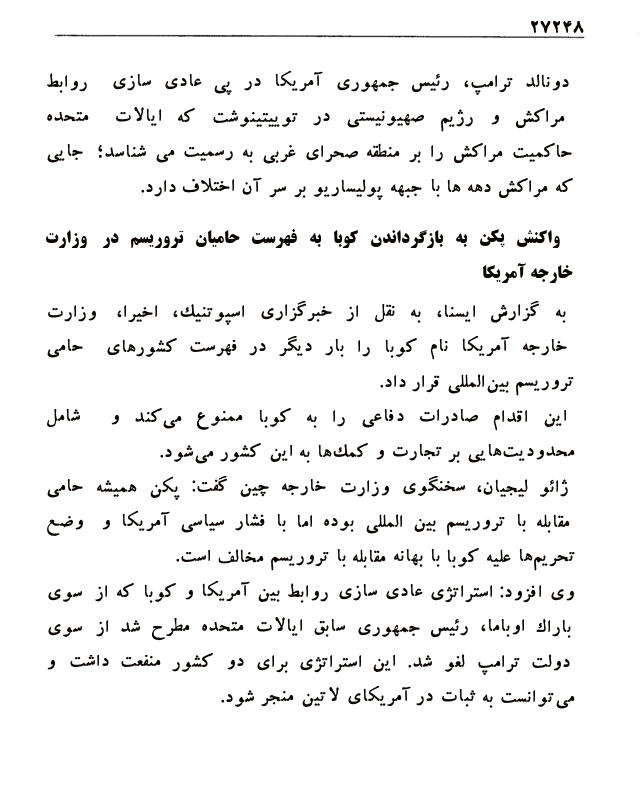 ۲۷۲۴۸
دونالد ترامپ، رئیس جمهوری آمریکا در پی عادی سازی روابط
مراکش و رژیم صهیونیستی در توییتینوشت که ایالات متحده
حاکمیت مراکش را بر منطقه صحرای غربی به رسمیت می شناسد؛ جایی
که مراکش دهه ها با جبهه پولیساریو بر سر آن اختلاف دارد.
واکنش پکن به بازگرداندن کوبا به فهرست حامیان تروریسم در وزارت
خارجه آمریکا
به گزارش ایسنا، به نقل از خبرگزاری اسپوتنیك، اخیرا، وزارت
خارجه آمریکا نام کوبا را بار دیگر در فهرست کشورهای حامی
تروریسم بین‌المللی قرار داد.
این اقدام صادرات دفاعی را به کوبا ممنوع می‌کند و شامل
محدودیت‌هایی بر تجارت و کمك‌ها به این کشور می‌شود.
ژائو لیجیان، سخنگوی وزارت خارجه چین گفت: پکن همیشه حامی
مقابله با تروریسم بین المللی بوده اما با فشار سیاسی آمریکا و وضع
تحریم‌ها علیه کوبا با بهانه مقابله با تروریسم مخالف است.
وی افزود: استراتژی عادی سازی روابط بین آمریکا و کوبا که از سوی
باراك اوباما، رئیس جمهوری سابق ایالات متحده مطرح شد از سوی
دولت ترامپ لغو شد. این استراتژی برای دو کشور منفعت داشت و
می‌توانست به ثبات در آمریکای لاتین منجر شود.